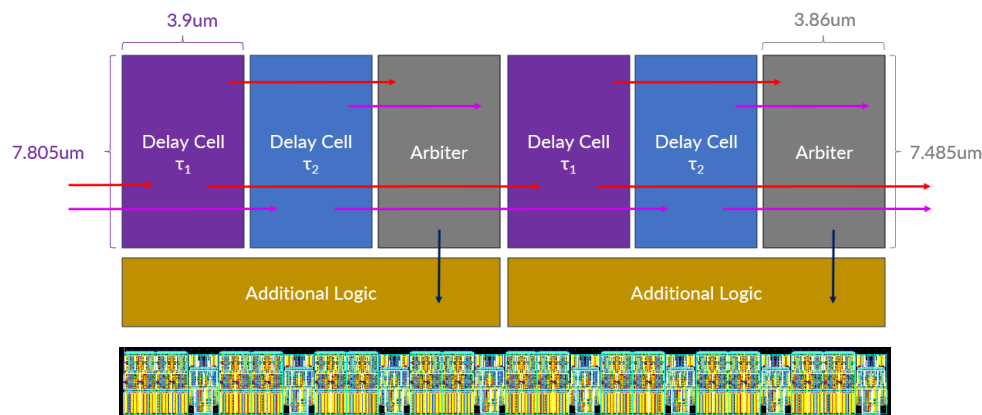 3.9um
3.86um
7.805um
Delay Cell
τ1
Delay Cell
τ2
Arbiter
Delay Cell
τ1
Delay Cell
τ2
Arbiter
7.485um
Additional Logic
Additional Logic